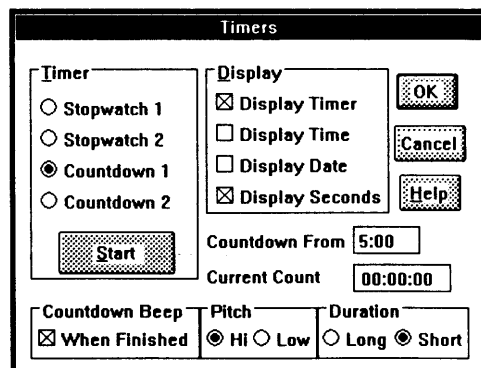 Timers
Timer
Stopwatch 1
Stopwatch 2
Countdown 1
Countdown 2
Start
Display
Display Timer
Display Time
Display Date
Display Seconds
OK
Cancel
Help
Countdown From 5:00
Current Count 00:00:00
Countdown Beep
When Finished
Pitch
Hi Low
Duration
Long Short